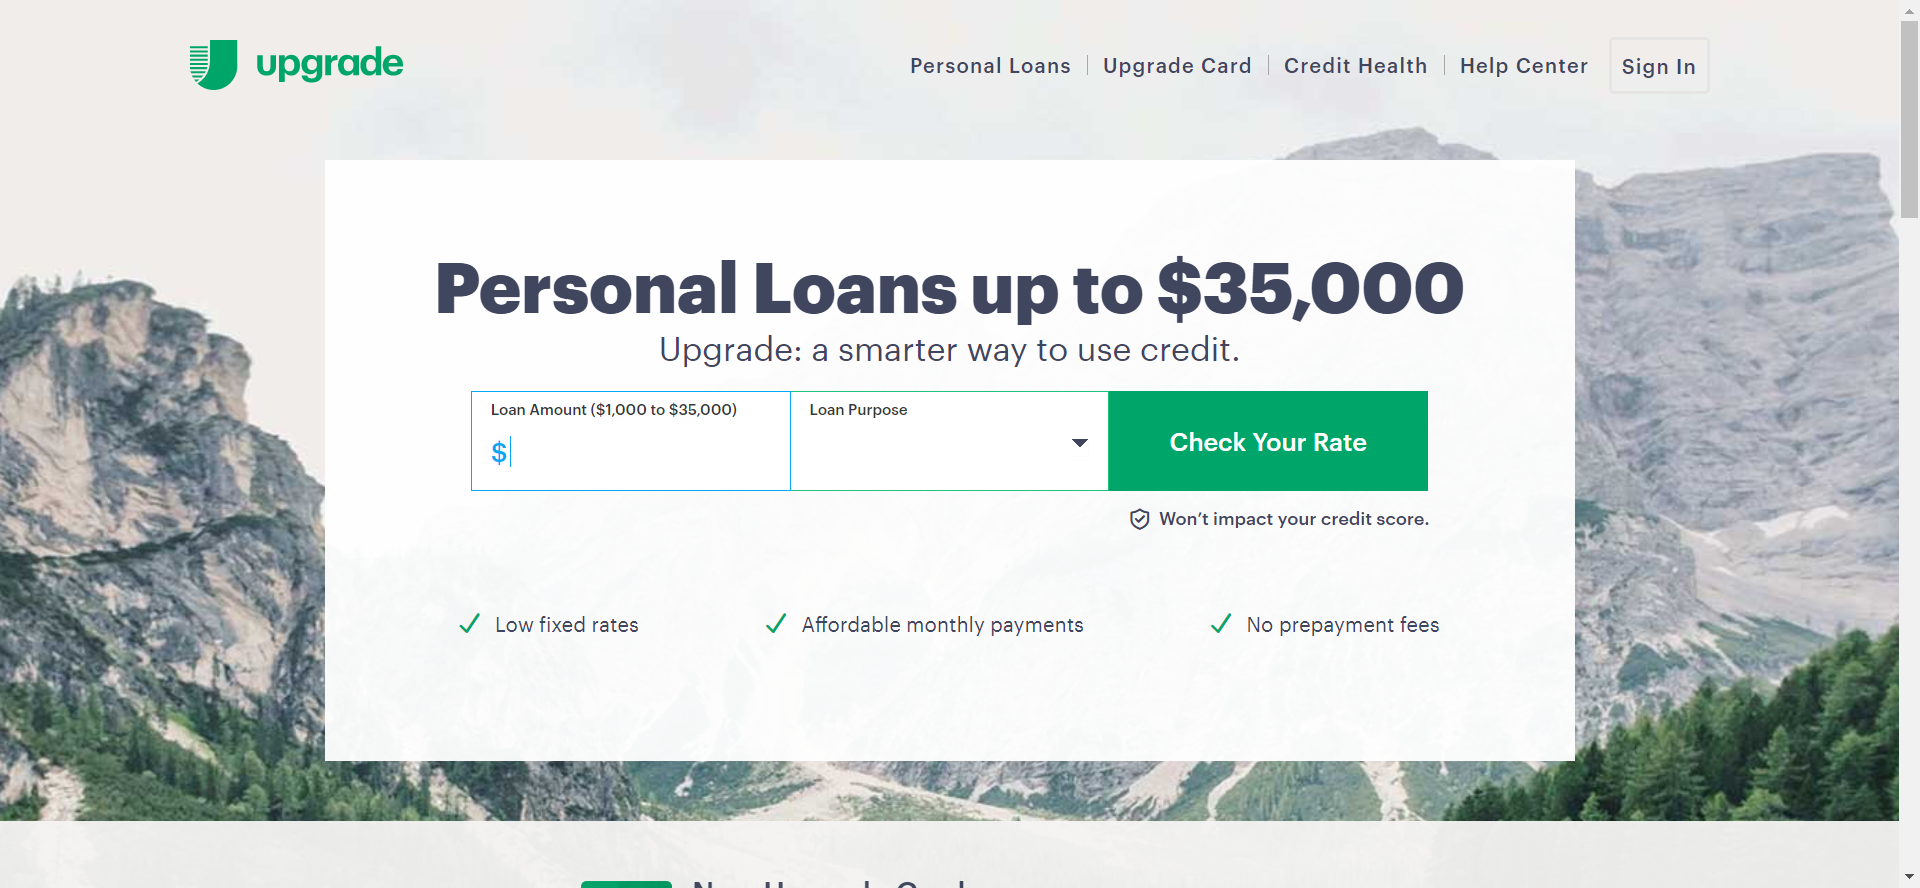 upgrade
Personal Loans
Upgrade Card
Credit Health
Help Center
Sign In
Personal Loans up to $35,000
Upgrade: a smarter way to use credit.
Loan Amount ($1,000 to $35,000)
Loan Purpose
$
Check Your Rate
Won't impact your credit score.
Low fixed rates
Affordable monthly payments
No prepayment fees